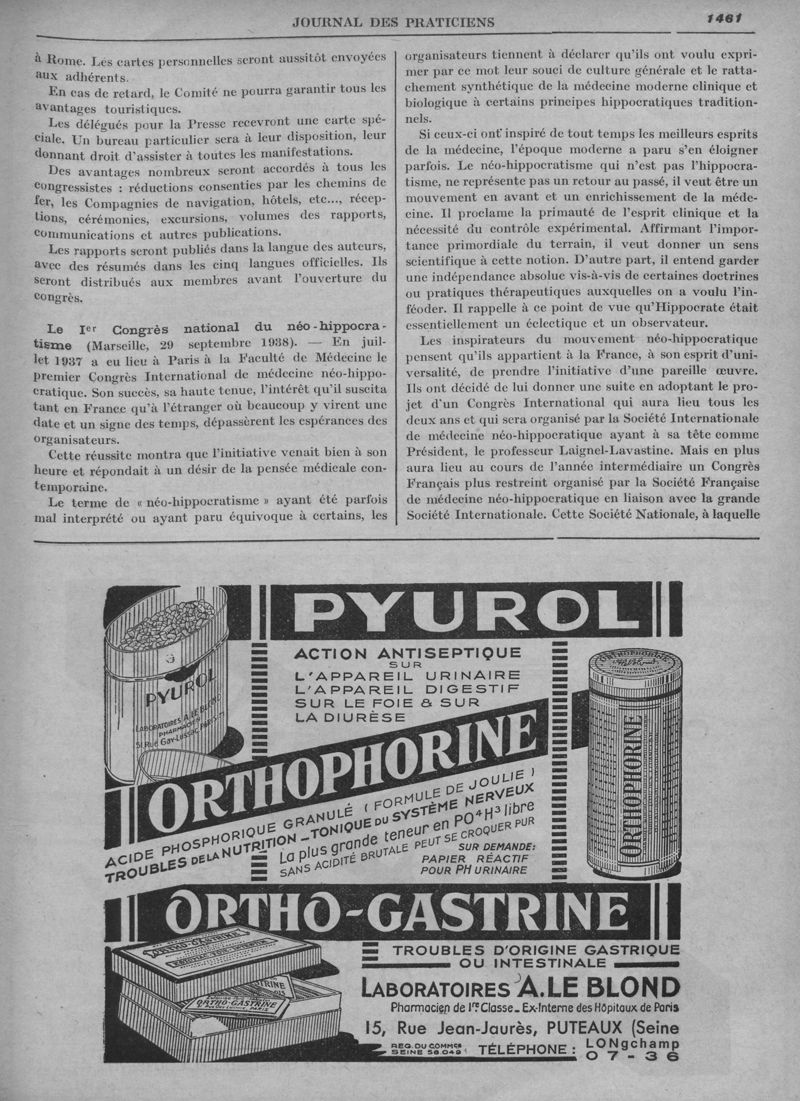 JOURNAL DES PRATICIENS
1461
à Rome. Les cartes personnelles seront aussitôt envoyées
aux adhérents.
En cas de retard, le Comité ne pourra garantir tous les
avantages touristiques.
Les délégués pour la Presse recevront une carte spé-
ciale. Un bureau particulier sera à leur disposition, leur
donnant droit d'assister à toutes les manifestations.
Des avantages nombreux seront accordés à tous les
congressistes : réductions consenties par les chemins de
fer, les Compagnies de navigation, hôtels, etc..., récep-
tions, cérémonies, excursions, volumes des rapports,
communications et autres publications.
Les rapports seront publiés dans la langue des auteurs,
avec des résumés dans les cinq langues officielles. Ils
seront distribués aux membres avant l'ouverture du
congrès.
Le Ier Congrès national du néo-hippocra-
tisme (Marseille, 29 septembre 1938). — En juil-
let 1937 a eu lieu à Paris à la Faculté de Médecine le
premier Congrès International de médecine néo-hippo-
cratique. Son succès, sa haute tenue, l'intérêt qu'il suscita
tant en France qu'à l'étranger où beaucoup y virent une
date et un signe des temps, dépassèrent les espérances des
organisateurs.
Cette réussite montra que l'initiative venait bien à son
heure et répondait à un désir de la pensée médicale con-
temporaine.
Le terme de « néo-hippocratisme » ayant été parfois
mal interprété ou ayant paru équivoque à certains, les
organisateurs tiennent à déclarer qu'ils ont voulu expri-
mer par ce mot leur souci de culture générale et le ratta-
chement synthétique de la médecine moderne clinique et
biologique à certains principes hippocratiques tradition-
nels.
Si ceux-ci ont inspiré de tout temps les meilleurs esprits
de la médecine, l'époque moderne a paru s'en éloigner
parfois. Le néo-hippocratisme qui n'est pas l'hippocra-
tisme, ne représente pas un retour au passé, il veut être un
mouvement en avant et un enrichissement de la méde-
cine. Il proclame la primauté de l'esprit clinique et la
nécessité du contrôle expérimental. Affirmant l'impor-
tance primordiale du terrain, il veut donner un sens
scientifique à cette notion. D'autre part, il entend garder
une indépendance absolue vis-à-vis de certaines doctrines
ou pratiques thérapeutiques auxquelles on a voulu l'in-
féoder. Il rappelle à ce point de vue qu'Hippocrate était
essentiellement un éclectique et un observateur.
Les inspirateurs du mouvement néo-hippocratique
pensent qu'ils appartient à la France, à son esprit d'uni-
versalité, de prendre l'initiative d'une pareille œuvre.
Ils ont décidé de lui donner une suite en adoptant le pro-
jet d'un Congrès International qui aura lieu tous les
deux ans et qui sera organisé par la Société Internationale
de médecine néo-hippocratique ayant à sa tête comme
Président, le professeur Laignel-Lavastine. Mais en plus
aura lieu au cours de l'année intermédiaire un Congrès
Français plus restreint organisé par la Société Française
de médecine néo-hippocratique en liaison avec la grande
Société Internationale. Cette Société Nationale, à laquelle
PYUROL
ACTION ANTISEPTIQUE
SUR
L'APPAREIL URINAIRE
L'APPAREIL DIGESTIF
SUR LE FOIE & SUR
LA DIURÈSE
PYUROL
LABORATOIRES A. LE BLOND
PHARMACIEN
51, Rue Gay-Lussac, PARIS
ORTHOPHORINE
ORTHOPHORINE
ORTHOPHORINE
ACIDE PHOSPHORIQUE GRANULÉ (FORMULE DE JOULIE)
TROUBLES DE LA NUTRITION - TONIQUE DU SYSTÈME NERVEUX
La plus grande teneur en PO4H3 libre
SANS ACIDITÉ BRUTALE PEUT SE CROQUER PUR
SUR DEMANDE:
PAPIER RÉACTIF
POUR PH URINAIRE
ORTHO-GASTRINE
ORTHO-GASTRINE
TROUBLES D'ORIGINE GASTRIQUE
OU INTESTINALE
LABORATOIRES A. LE BLOND
Pharmacien de 1re Classe - Ex-Interne des Hôpitaux de Paris
15, Rue Jean-Jaurès, PUTEAUX (Seine
REG. DU COMMCE
SEINE 56.049
TÉLÉPHONE : LONgchamp
07-36